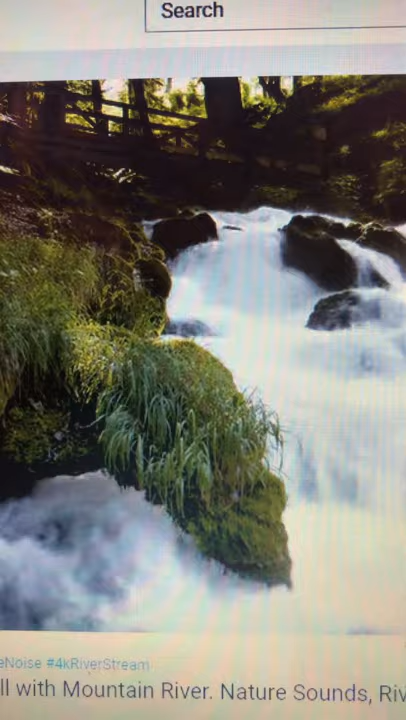 Search
eNoise #4kRiverStream
ll with Mountain River. Nature Sounds, Riv